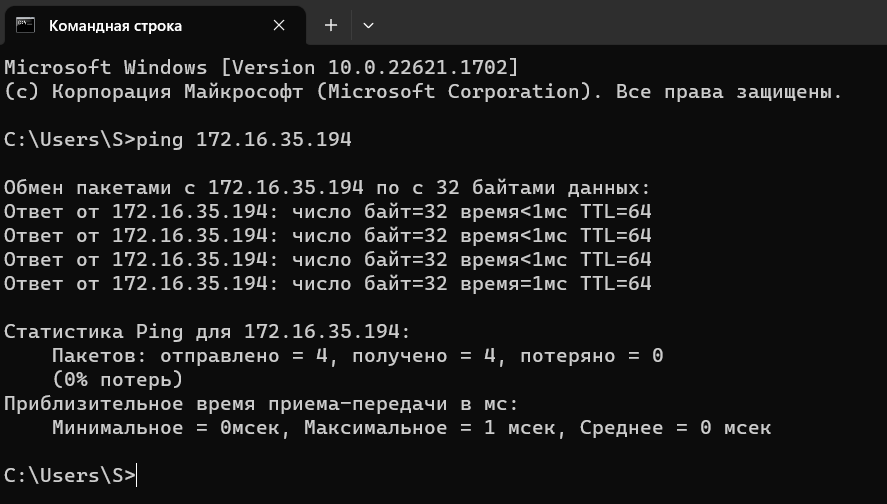 Командная строка
Microsoft Windows [Version 10.0.22621.1702]
(c) Корпорация Майкрософт (Microsoft Corporation). Все права защищены.
C:\Users\S>ping 172.16.35.194
Обмен пакетами с 172.16.35.194 по с 32 байтами данных:
Ответ от 172.16.35.194: число байт=32 время<1мс TTL=64
Ответ от 172.16.35.194: число байт=32 время<1мс TTL=64
Ответ от 172.16.35.194: число байт=32 время<1мс TTL=64
Ответ от 172.16.35.194: число байт=32 время=1мс TTL=64
Статистика Ping для 172.16.35.194:
Пакетов: отправлено = 4, получено = 4, потеряно = 0
(0% потерь)
Приблизительное время приема-передачи в мс:
Минимальное = 0мсек, Максимальное = 1 мсек, Среднее = 0 мсек
C:\Users\S>